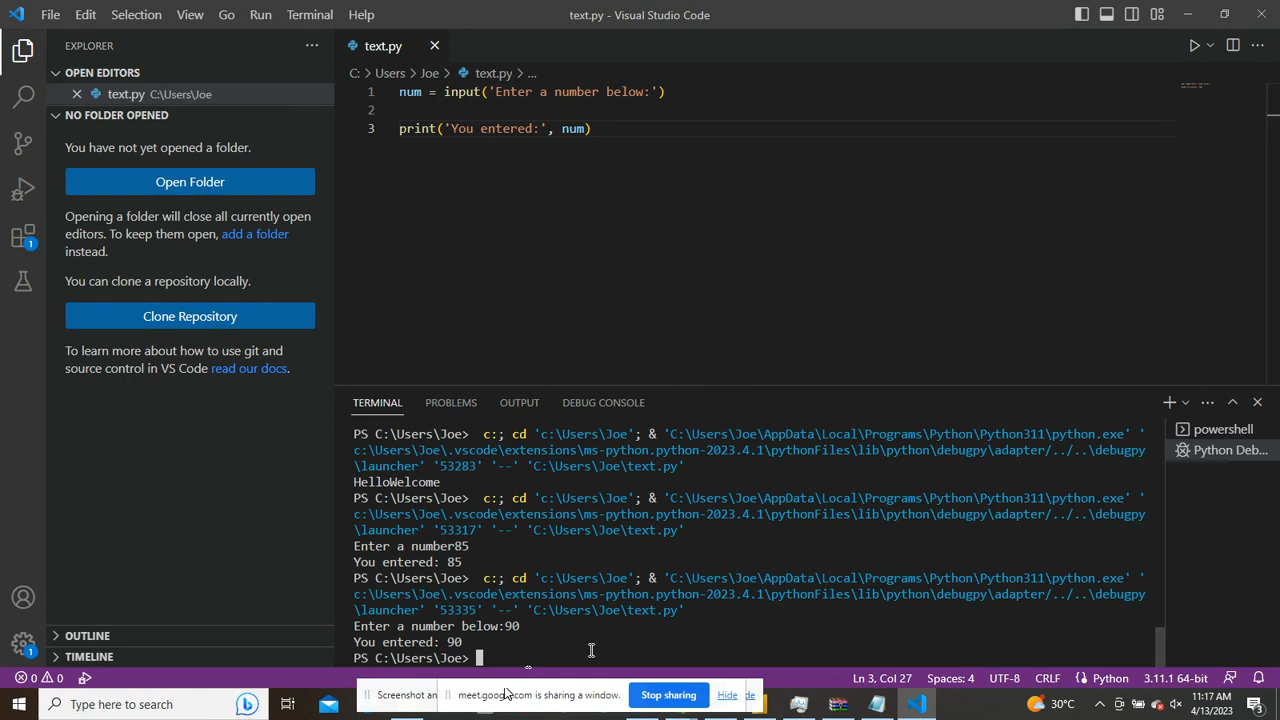 File Edit Selection View Go Run Terminal Help text.py - Visual Studio Code
EXPLORER
OPEN EDITORS
text.py C:\Users\Joe
NO FOLDER OPENED
You have not yet opened a folder.
Open Folder
Opening a folder will close all currently open
editors. To keep them open, add a folder
instead.
You can clone a repository locally.
Clone Repository
To learn more about how to use git and
source control in VS Code read our docs.
OUTLINE
TIMELINE
1
1
text.py
C: > Users > Joe > text.py > ...
1 num = input('Enter a number below:')
2
3 print('You entered:', num)
TERMINAL PROBLEMS OUTPUT DEBUG CONSOLE
PS C:\Users\Joe>  c:; cd 'c:\Users\Joe'; & 'C:\Users\Joe\AppData\Local\Programs\Python\Python311\python.exe' '
c:\Users\Joe\.vscode\extensions\ms-python.python-2023.4.1\pythonFiles\lib\python\debugpy\adapter/../..\debugpy
\launcher' '53283' '--' 'C:\Users\Joe\text.py'
HelloWelcome
PS C:\Users\Joe>  c:; cd 'c:\Users\Joe'; & 'C:\Users\Joe\AppData\Local\Programs\Python\Python311\python.exe' '
c:\Users\Joe\.vscode\extensions\ms-python.python-2023.4.1\pythonFiles\lib\python\debugpy\adapter/../..\debugpy
\launcher' '53317' '--' 'C:\Users\Joe\text.py'
Enter a number85
You entered: 85
PS C:\Users\Joe>  c:; cd 'c:\Users\Joe'; & 'C:\Users\Joe\AppData\Local\Programs\Python\Python311\python.exe' '
c:\Users\Joe\.vscode\extensions\ms-python.python-2023.4.1\pythonFiles\lib\python\debugpy\adapter/../..\debugpy
\launcher' '53335' '--' 'C:\Users\Joe\text.py'
Enter a number below:90
You entered: 90
PS C:\Users\Joe>
powershell
Python Deb...
0 0 Ln 3, Col 27 Spaces: 4 UTF-8 CRLF Python 3.11.1 64-bit
Screenshot an meet.goog com is sharing a window. Stop sharing Hide de
Type here to search 30°C 11:17 AM
4/13/2023 3